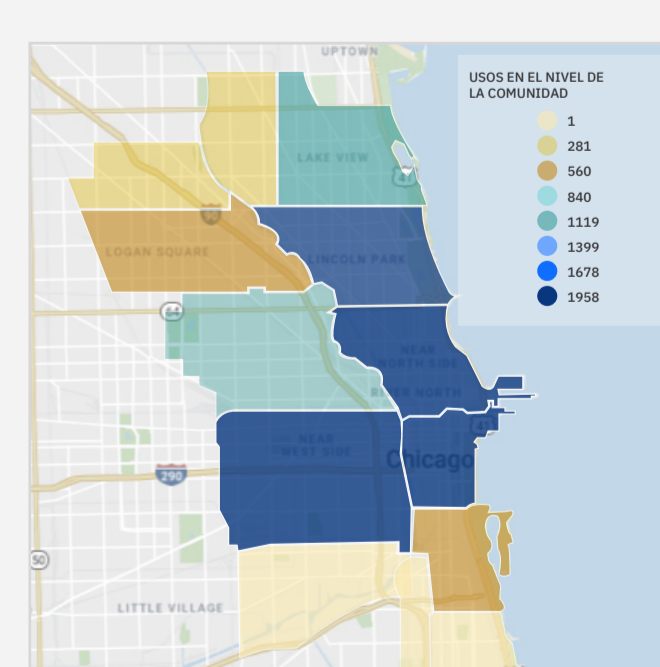 UPTOWN
USOS EN EL NIVEL DE
LA COMUNIDAD
1
281
560
840
1119
1399
1678
1958
LAKE VIEW
41
90
LOGAN SQUARE
LINCOLN PARK
64
NEAR
NORTH SIDE
RIVER NORTH
41
NEAR
WEST SIDE
Chicago
290
50
LITTLE VILLAGE